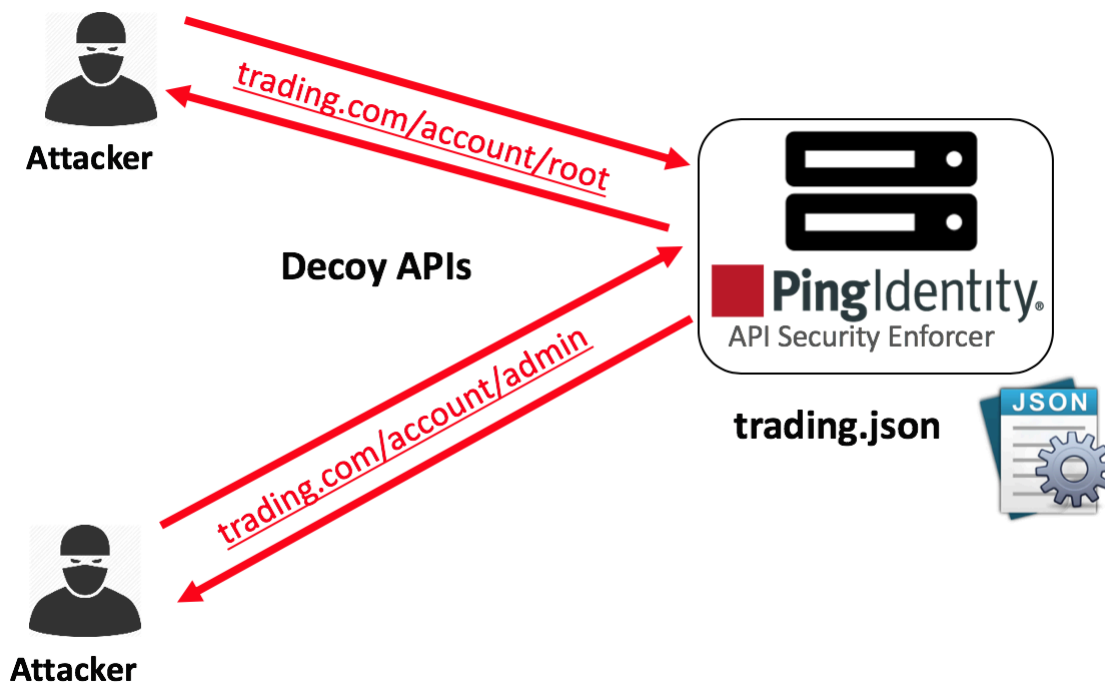 trading.com/account/root
Attacker
Decoy APIs
PingIdentity®
API Security Enforcer
trading.com/account/admin
JSON
trading.json
Attacker